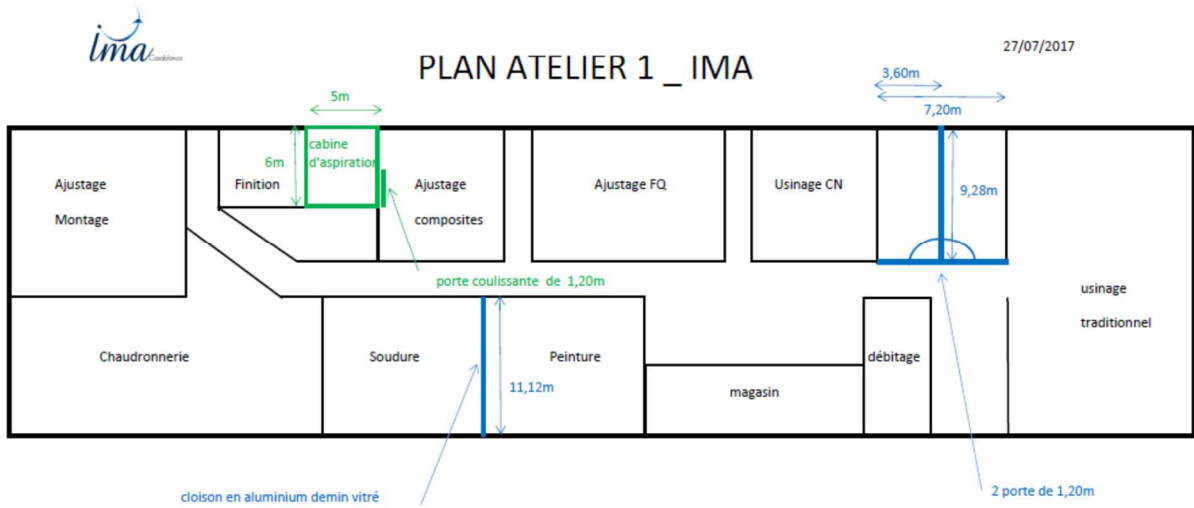 ima
Casablanca
PLAN ATELIER 1 _ IMA
27/07/2017
5m
3,60m
7,20m
6m
cabine
d'aspiration
Ajustage
Montage
Finition
Ajustage
composites
Ajustage FQ
Usinage CN
9,28m
porte coulissante de 1,20m
usinage
traditionnel
Chaudronnerie
Soudure
Peinture
débitage
11,12m
magasin
cloison en aluminium demin vitré
2 porte de 1,20m